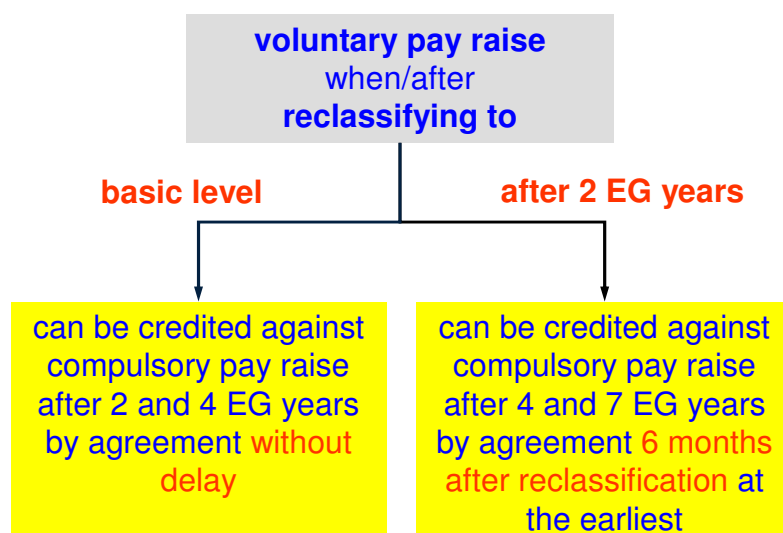 voluntary pay raise
when/after
reclassifying to
basic level
after 2 EG years
can be credited against
compulsory pay raise
after 2 and 4 EG years
by agreement without
delay
can be credited against
compulsory pay raise
after 4 and 7 EG years
by agreement 6 months
after reclassification at
the earliest